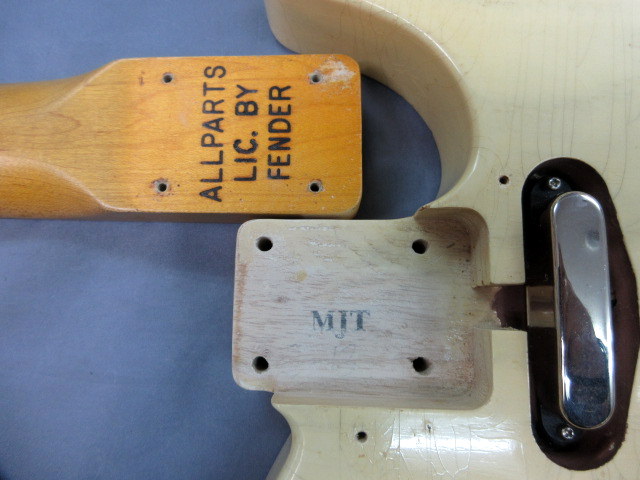 ALLPARTS
LIC. BY
FENDER
MJT